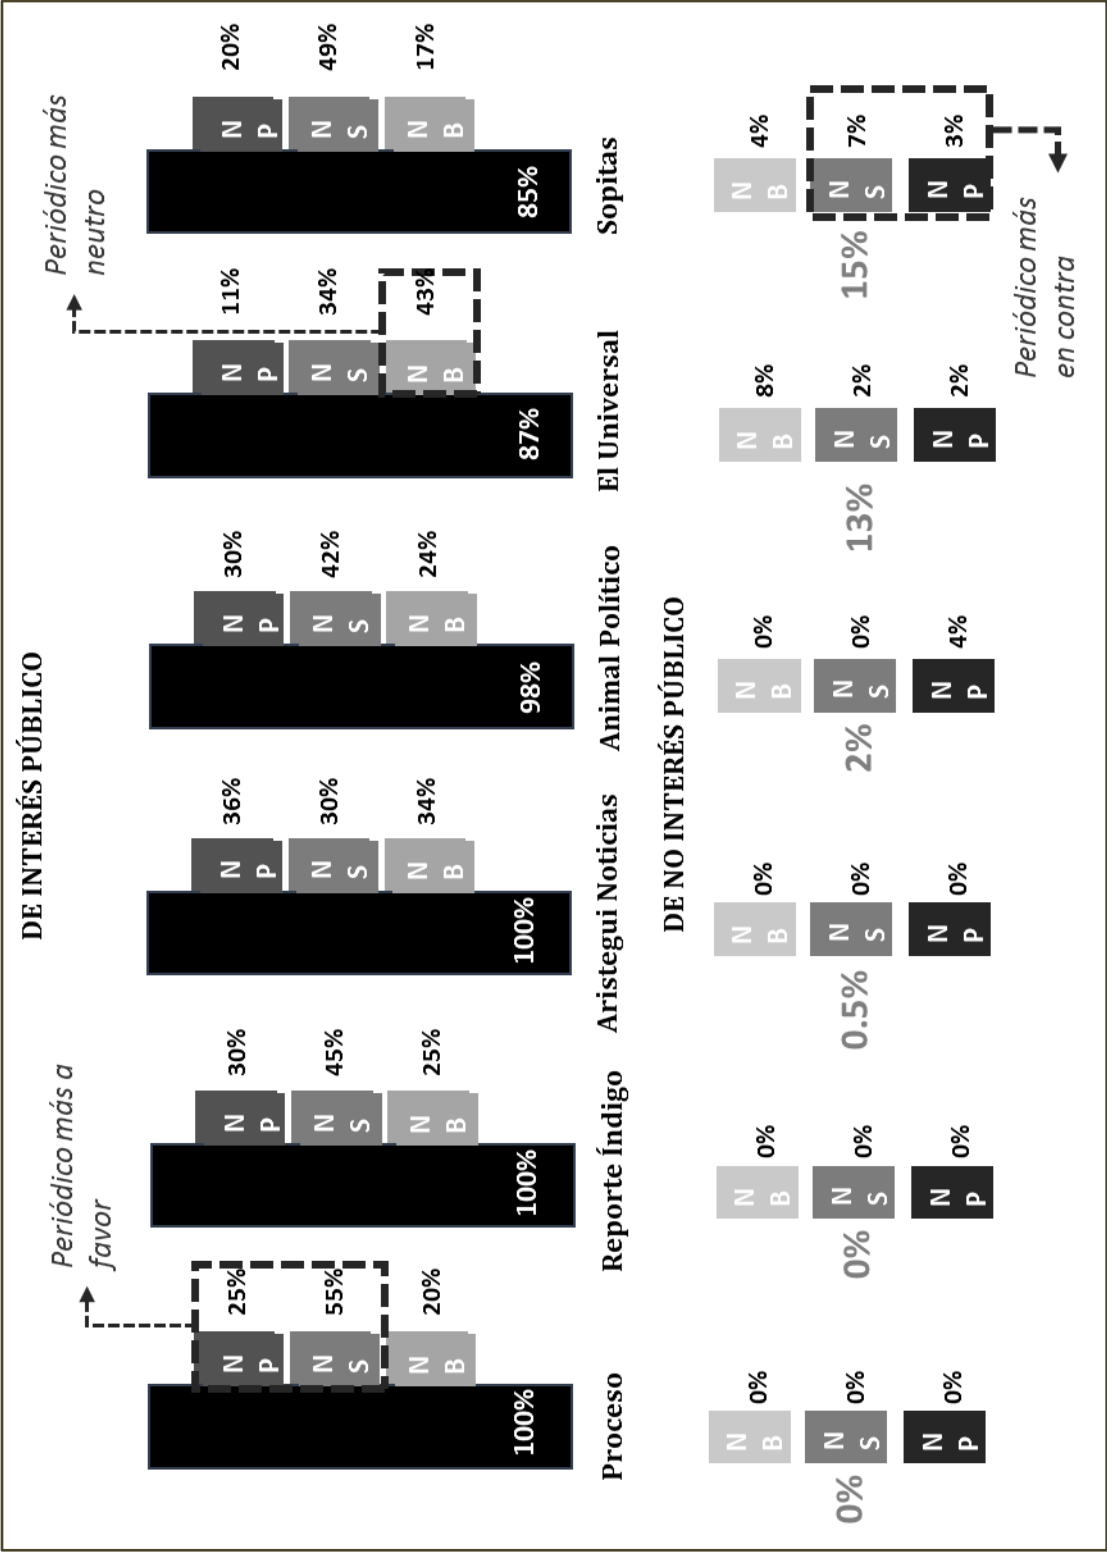 DE INTERÉS PÚBLICO
Periódico más a
favor
Periódico más
neutro
N P 25%
N S 55%
N B 20%
100%
Proceso
N P 30%
N S 45%
N B 25%
100%
Reporte Índigo
N P 36%
N S 30%
N B 34%
100%
Aristegui Noticias
N P 30%
N S 42%
N B 24%
98%
Animal Político
N P 11%
N S 34%
N B 43%
87%
El Universal
N P 20%
N S 49%
N B 17%
85%
Sopitas
DE NO INTERÉS PÚBLICO
N B 0%
0% N S 0%
N P 0%
N B 0%
0% N S 0%
N P 0%
N B 0%
0.5% N S 0%
N P 0%
N B 0%
2% N S 0%
N P 4%
N B 8%
13% N S 2%
N P 2%
N B 4%
15% N S 7%
N P 3%
Periódico más
en contra